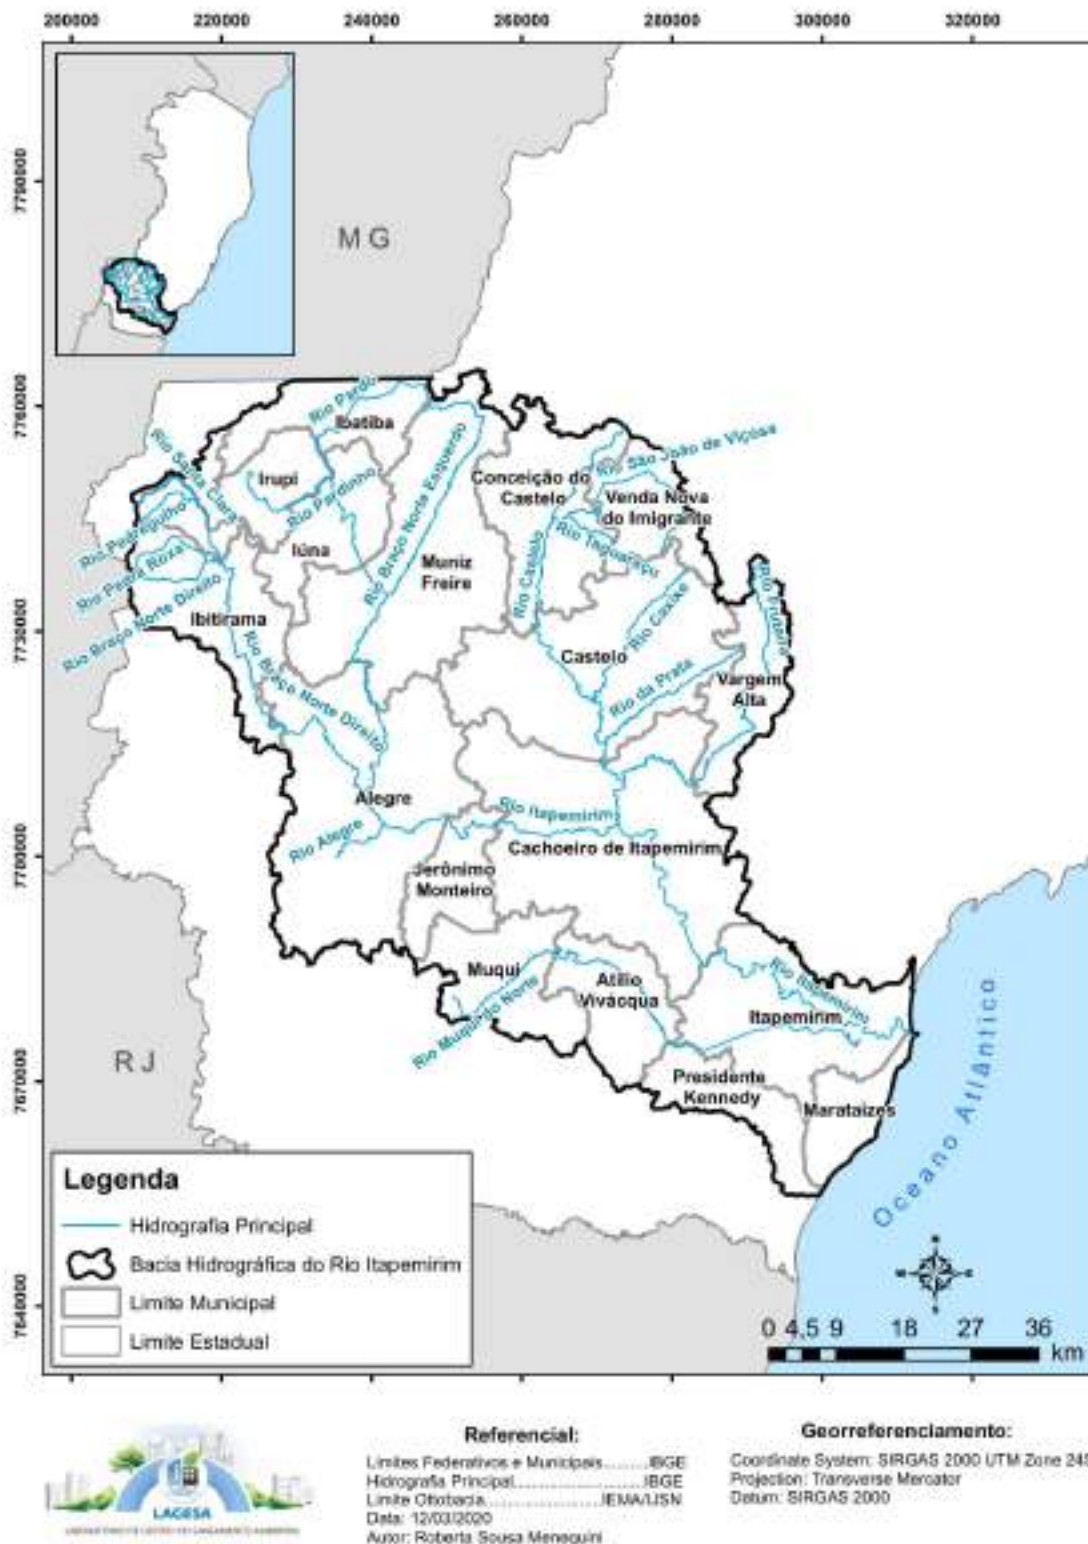 200000 220000 240000 260000 280000 300000 320000
7790000
7760000
7730000
7700000
7670000
7640000
MG
RJ
Rio Pardo
Ibatiba
Rio Santa Clara
Irupi
Rio Pardinho
Iúna
Rio Braço Norte Esquerdo
Conceição do
Castelo
Rio São João de Viçosa
Venda Nova
do Imigrante
Rio Taquaraçu
Rio Castelo
Rio Pedregulho
Rio Pedra Roxa
Rio Braço Norte Direito
Ibitirama
Rio Braço Norte Direito
Muniz
Freire
Castelo
Rio Caxixe
Rio da Prata
Rio Fruteira
Vargem
Alta
Alegre
Rio Alegre
Rio Itapemirim
Cachoeiro de Itapemirim
Jerônimo
Monteiro
Muqui
Rio Muqui do Norte
Atílio
Vivácqua
Rio Itapemirim
Itapemirim
Presidente
Kennedy
Marataízes
Oceano Atlântico
Legenda
Hidrografia Principal
Bacia Hidrográfica do Rio Itapemirim
Limite Municipal
Limite Estadual
0 4,5 9 18 27 36
km
LAGESA
Referencial:
Limites Federativos e Municipais.........IBGE
Hidrografia Principal.........................IBGE
Limite Ottobacia......................IEMA/IJSN
Data: 12/03/2020
Autor: Roberta Sousa Meneguini
Georreferenciamento:
Coordinate System: SIRGAS 2000 UTM Zone 24S
Projection: Transverse Mercator
Datum: SIRGAS 2000